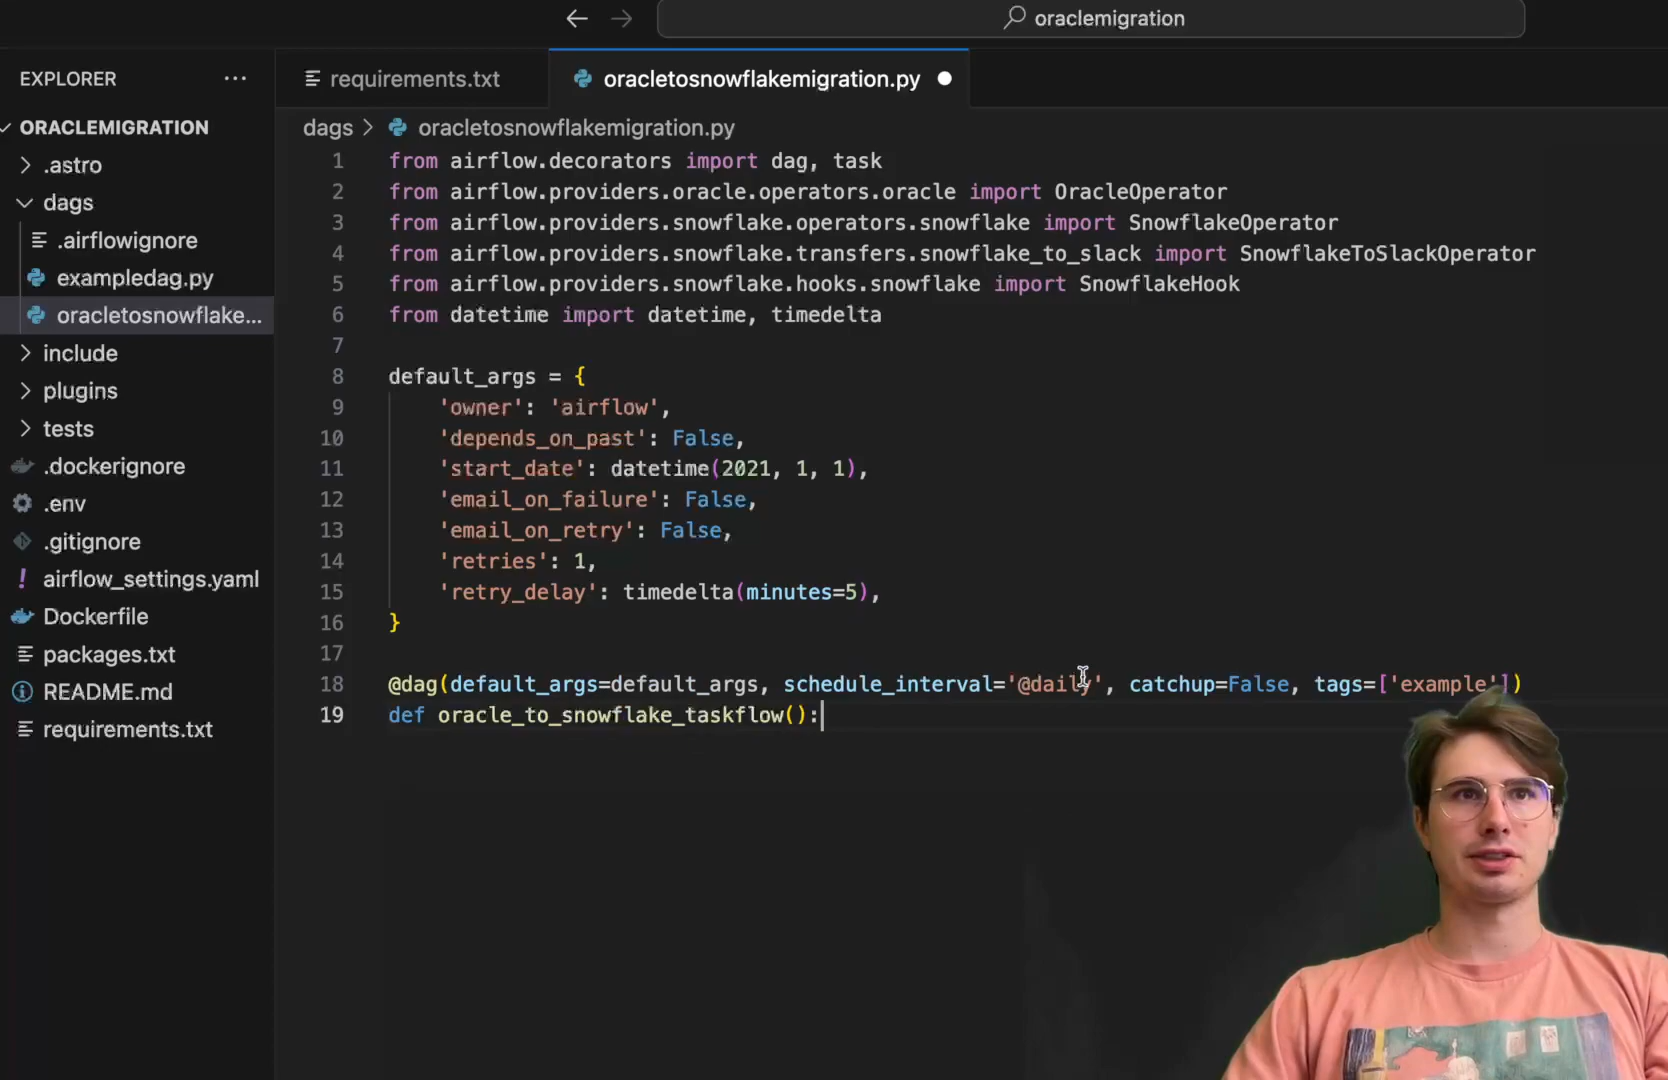 oraclemigration
EXPLORER ...
requirements.txt
oracletosnowflakemigration.py
ORACLEMIGRATION
dags > oracletosnowflakemigration.py
.astro
dags
.airflowignore
exampledag.py
oracletosnowflake...
include
plugins
tests
.dockerignore
.env
.gitignore
! airflow_settings.yaml
Dockerfile
packages.txt
README.md
requirements.txt
1 from airflow.decorators import dag, task
2 from airflow.providers.oracle.operators.oracle import OracleOperator
3 from airflow.providers.snowflake.operators.snowflake import SnowflakeOperator
4 from airflow.providers.snowflake.transfers.snowflake_to_slack import SnowflakeToSlackOperator
5 from airflow.providers.snowflake.hooks.snowflake import SnowflakeHook
6 from datetime import datetime, timedelta
7
8 default_args = {
9 'owner': 'airflow',
10 'depends_on_past': False,
11 'start_date': datetime(2021, 1, 1),
12 'email_on_failure': False,
13 'email_on_retry': False,
14 'retries': 1,
15 'retry_delay': timedelta(minutes=5),
16 }
17
18 @dag(default_args=default_args, schedule_interval='@daily', catchup=False, tags=['example'])
19 def oracle_to_snowflake_taskflow():